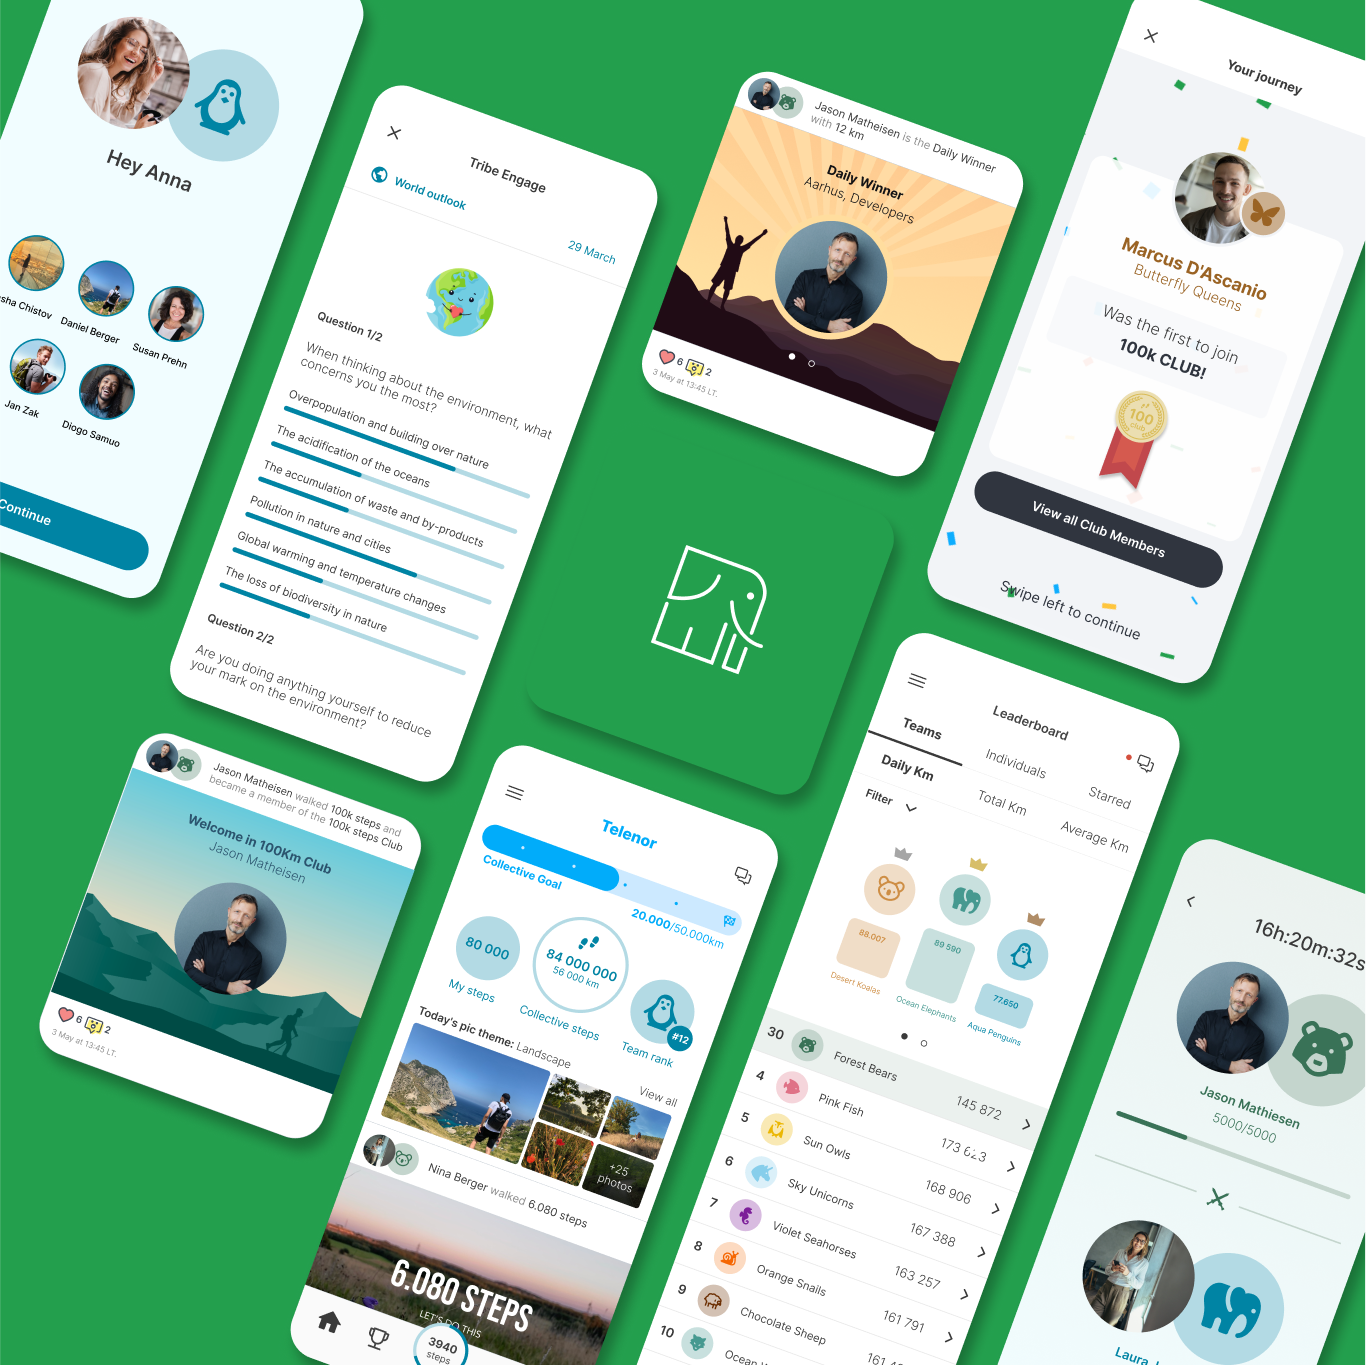 Hey Anna
sha Chistov
Daniel Berger
Susan Prehn
Jan Zak
Diogo Samuo
Continue
Tribe Engage
World outlook
29 March
Question 1/2
When thinking about the environment, what
concerns you the most?
Overpopulation and building over nature
The acidification of the oceans
The accumulation of waste and by-products
Pollution in nature and cities
Global warming and temperature changes
The loss of biodiversity in nature
Question 2/2
Are you doing anything yourself to reduce
your mark on the environment?
Jason Matheisen is the Daily Winner
with 12 km
Daily Winner
Aarhus, Developers
6 2
3 May at 13:45 LT.
Your journey
Marcus D'Ascanio
Butterfly Queens
Was the first to join
100k CLUB!
100
club
View all Club Members
Swipe left to continue
Jason Matheisen walked 100k steps and
became a member of the 100k steps Club
Welcome in 100Km Club
Jason Matheisen
6 2
3 May at 13:45 LT.
Telenor
Collective Goal
20.000/50.000km
80 000
My steps
84 000 000
56 000 km
Collective steps
#12
Team rank
Today's pic theme: Landscape
View all
+25
photos
Nina Berger walked 6.080 steps
6.080 STEPS
LET'S DO THIS
3940
steps
Leaderboard
Teams
Individuals
Starred
Daily Km
Total Km
Average Km
Filter
88.007
Desert Koalas
89 590
Ocean Elephants
77.650
Aqua Penguins
30 Forest Bears 145 872
4 Pink Fish
5 Sun Owls 168 906
6 Sky Unicorns 167 388
7 Violet Seahorses 163 257
8 Orange Snails 161 791
9 Chocolate Sheep
10 Ocean
16h:20m:32s
Jason Mathiesen
5000/5000
Laura